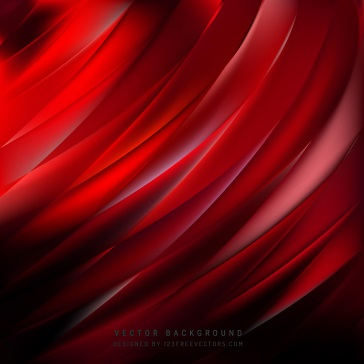 VECTOR BACKGROUND
DESIGNED BY 123FREEVECTORS.COM